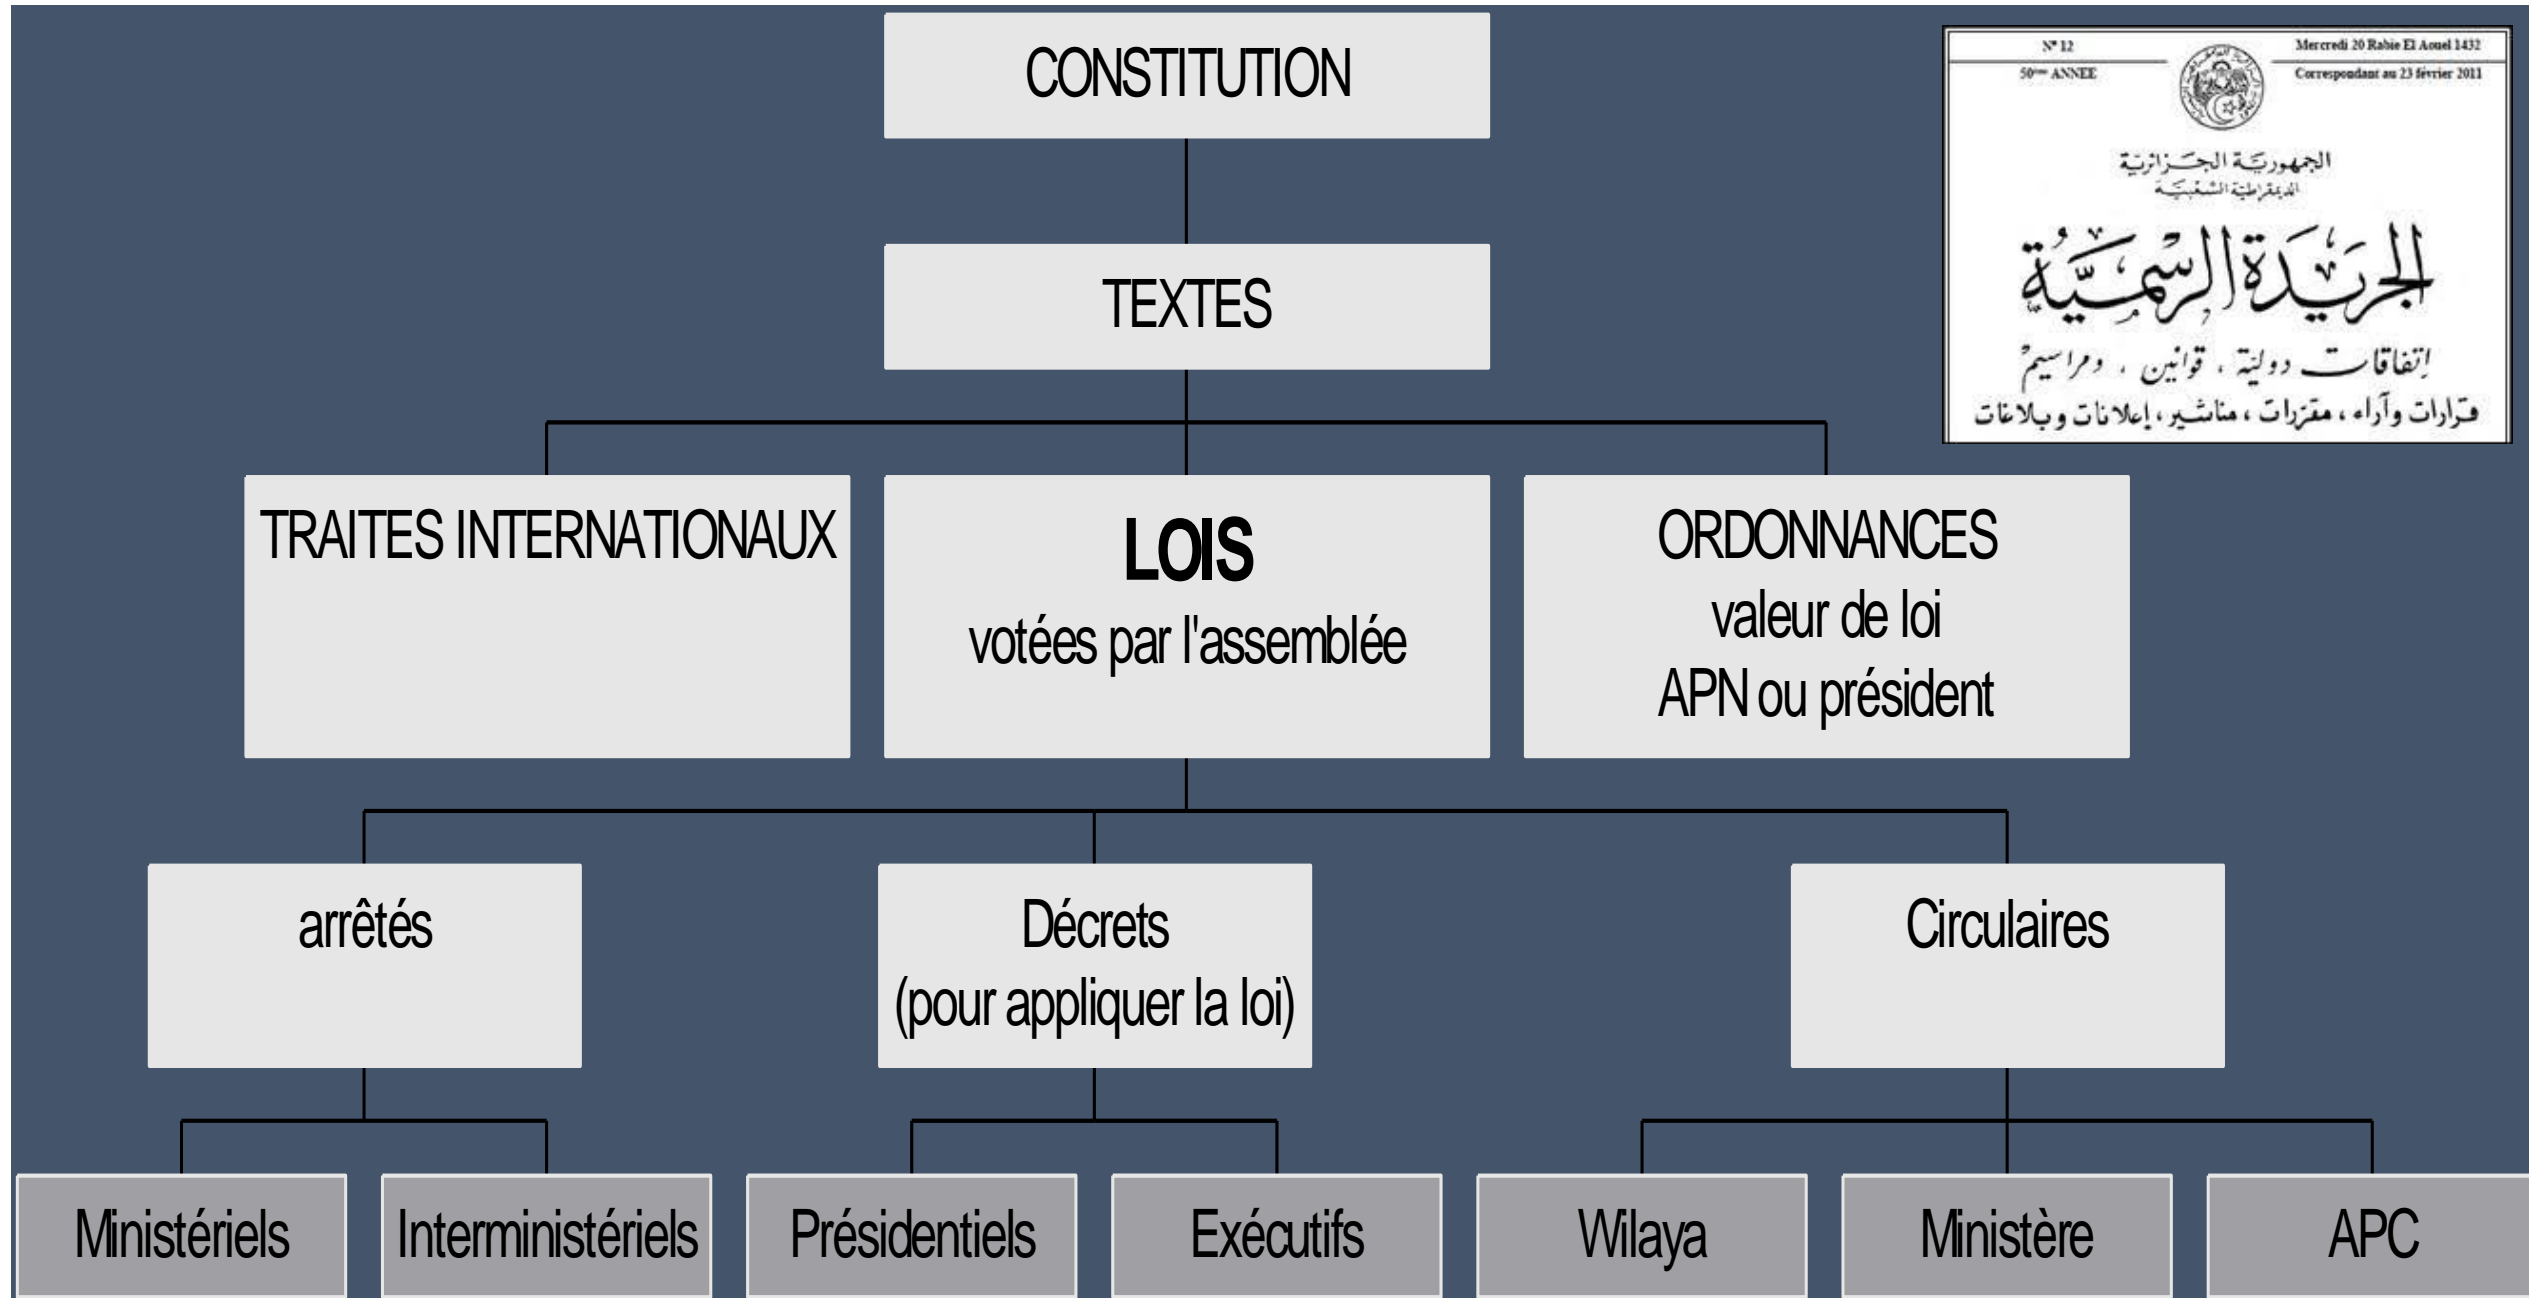 CONSTITUTION
N° 12
Mercredi 20 Rabie El Aouel 1432
50ème ANNEE
Correspondant au 23 février 2011
الجمهورية الجزائرية
الديمقراطية الشعبية
الجريدة الرسمية
اتفاقات دولية ، قوانين ، ومراسيم
قرارات وآراء ، مقررات ، مناشير ، إعلانات وبلاغات
TEXTES
TRAITES INTERNATIONAUX
LOIS
votées par l'assemblée
ORDONNANCES
valeur de loi
APN ou président
arrêtés
Décrets
(pour appliquer la loi)
Circulaires
Ministériels
Interministériels
Présidentiels
Exécutifs
Wilaya
Ministère
APC